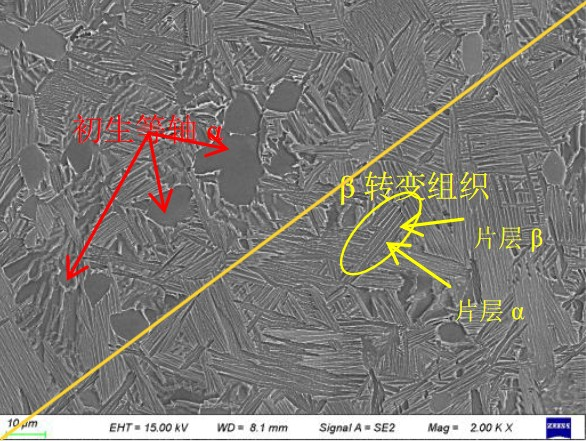 初生等轴 α
β 转变组织
片层 β
片层 α
10 μm
EHT = 15.00 kV
WD = 8.1 mm
Signal A = SE2
Mag = 2.00 K X
ZEISS